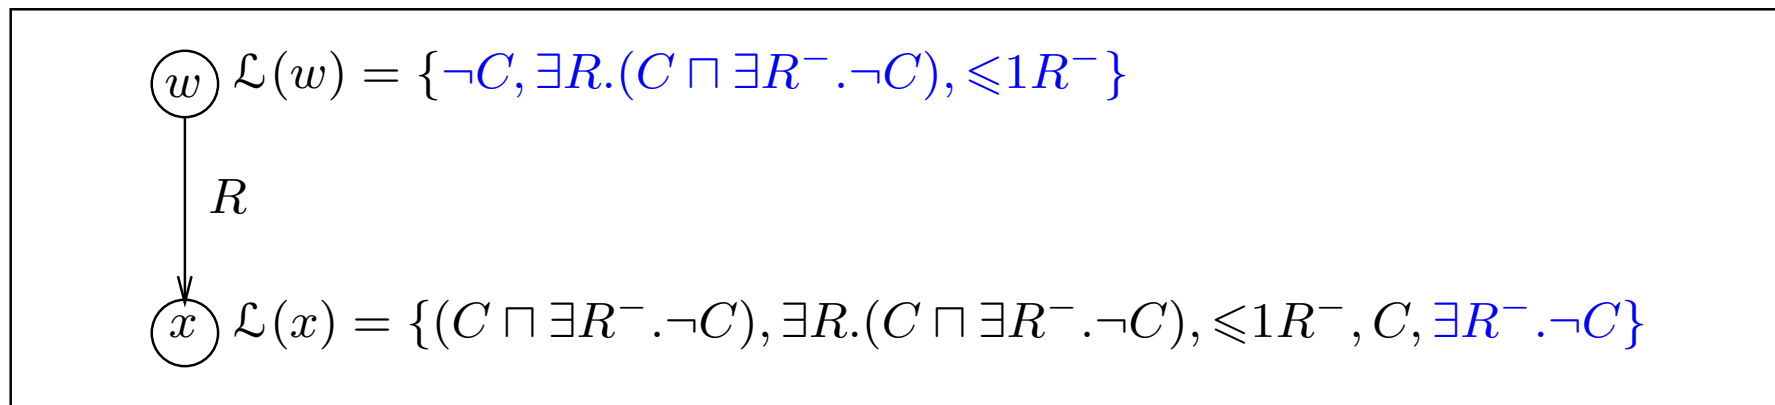 w ℒ(w) = {¬C, ∃R.(C ⊓ ∃R⁻.¬C), ⩽1R⁻}
R
x ℒ(x) = {(C ⊓ ∃R⁻.¬C), ∃R.(C ⊓ ∃R⁻.¬C), ⩽1R⁻, C, ∃R⁻.¬C}